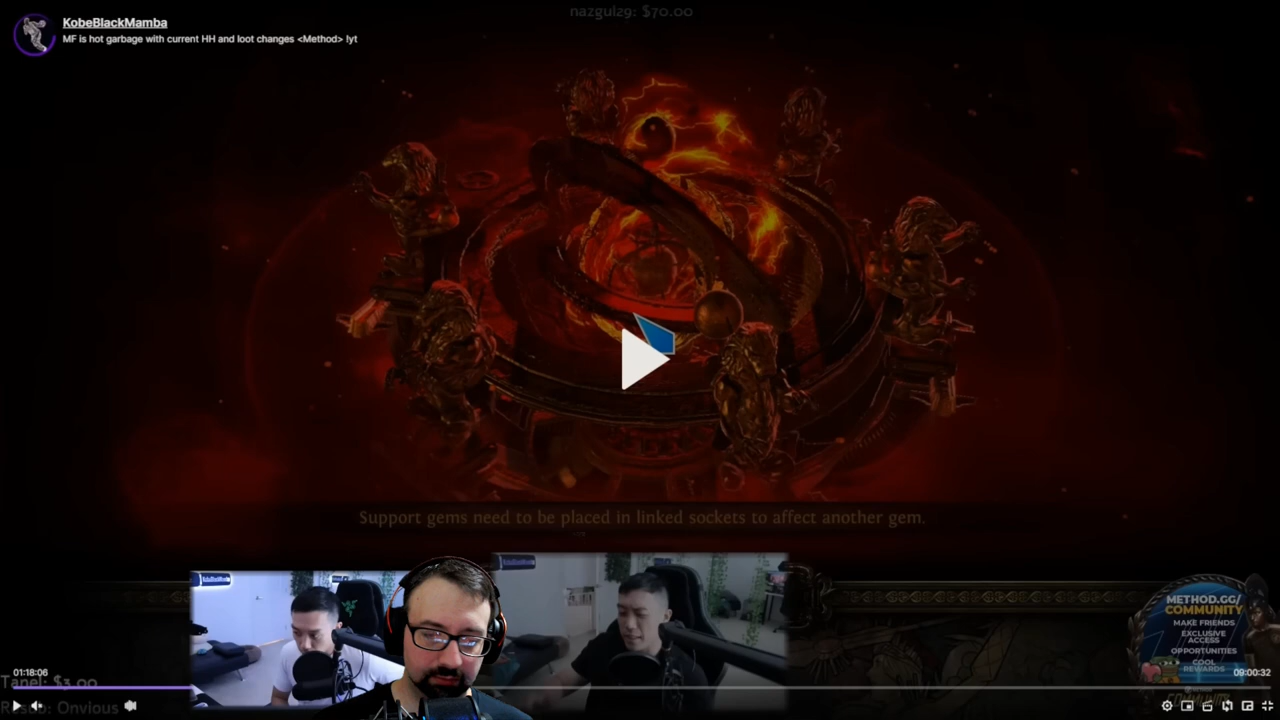 nazgul29: $70.00
KobeBlackMamba
MF is hot garbage with current HH and loot changes <Method> !yt
Support gems need to be placed in linked sockets to affect another gem.
METHOD.GG/
COMMUNITY
MAKE FRIENDS
EXCLUSIVE
ACCESS
OPPORTUNITIES
COOL
REWARDS
01:18:06
09:00:32
Tanel: $3.00
Resub: Onvious